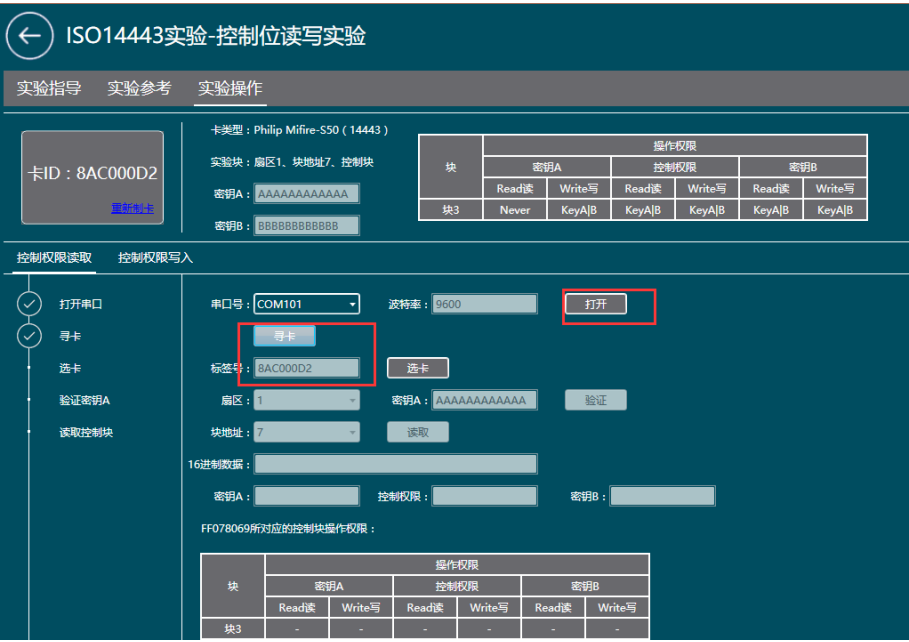 ISO14443实验-控制位读写实验
实验指导 实验参考 实验操作
卡ID：8AC000D2
重新制卡
卡类型：Philip Mifire-S50（14443）
实验块：扇区1、块地址7、控制块
密钥A：AAAAAAAAAAAA
密钥B：BBBBBBBBBBBB
块 操作权限
密钥A 控制权限 密钥B
Read读 Write写 Read读 Write写 Read读 Write写
块3 Never KeyA|B KeyA|B KeyA|B KeyA|B KeyA|B
控制权限读取 控制权限写入
打开串口 串口号：COM101 波特率：9600 打开
寻卡 寻卡
选卡 标签号：8AC000D2 选卡
验证密钥A 扇区：1 密钥A：AAAAAAAAAAAA 验证
读取控制块 块地址：7 读取
16进制数据：
密钥A： 控制权限： 密钥B：
FF078069所对应的控制块操作权限：
块 操作权限
密钥A 控制权限 密钥B
Read读 Write写 Read读 Write写 Read读 Write写
块3 - - - - - -